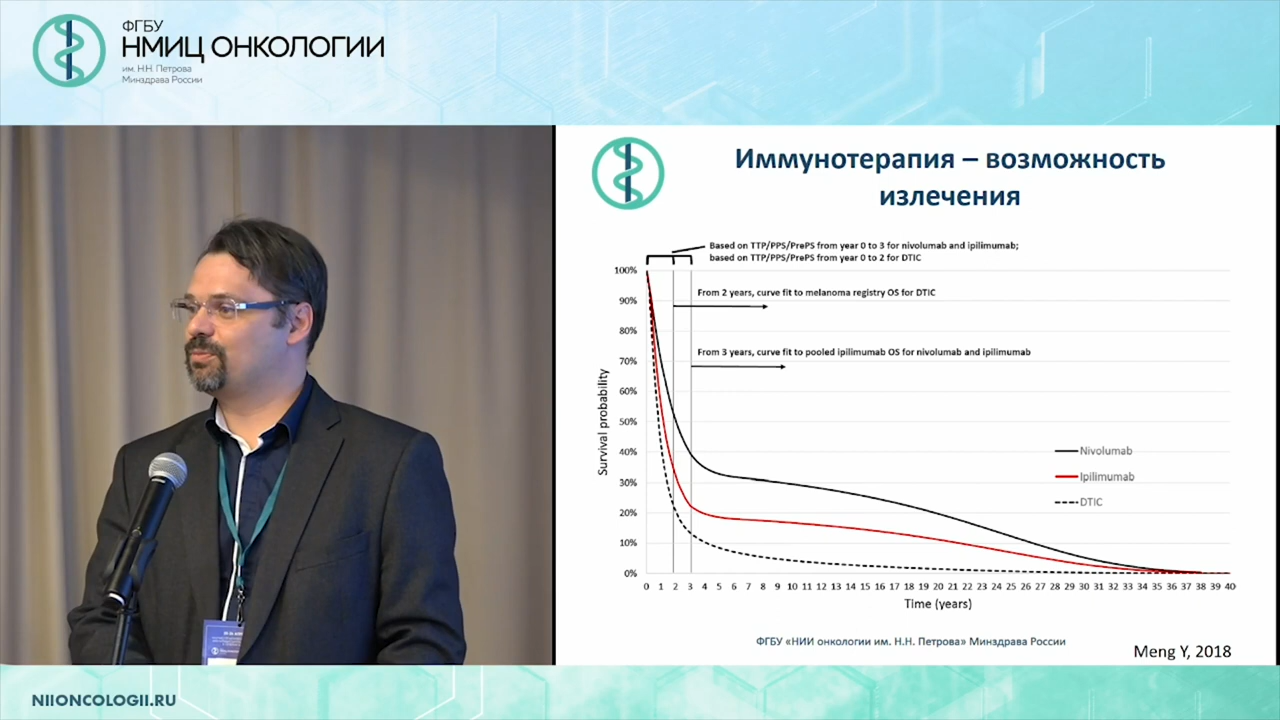 ФГБУ
НМИЦ ОНКОЛОГИИ
им. Н.Н. Петрова
Минздрава России
Иммунотерапия – возможность
излечения
Based on TTP/PPS/PrePS from year 0 to 3 for nivolumab and ipilimumab;
based on TTP/PPS/PrePS from year 0 to 2 for DTIC
100%
From 2 years, curve fit to melanoma registry OS for DTIC
90%
80%
From 3 years, curve fit to pooled ipilimumab OS for nivolumab and ipilimumab
70%
60%
50%
40%
30%
20%
10%
0%
Survival probability
Nivolumab
Ipilimumab
DTIC
0 1 2 3 4 5 6 7 8 9 10 11 12 13 14 15 16 17 18 19 20 21 22 23 24 25 26 27 28 29 30 31 32 33 34 35 36 37 38 39 40
Time (years)
ФГБУ «НИИ онкологии им. Н.Н. Петрова» Минздрава России
Meng Y, 2018
NIIONCOLOGII.RU